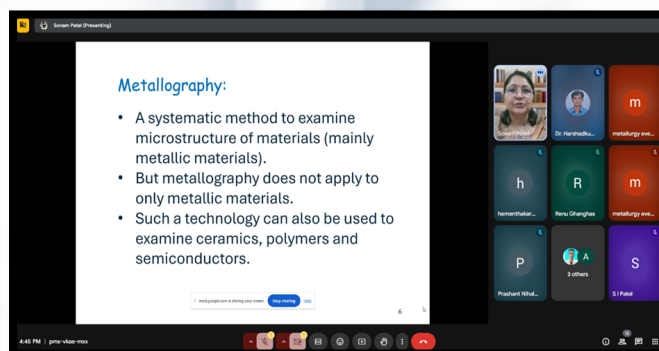 Sonam Patel (Presenting)
Metallography:
• A systematic method to examine
microstructure of materials (mainly
metallic materials).
• But metallography does not apply to
only metallic materials.
• Such a technology can also be used to
examine ceramics, polymers and
semiconductors.
meet.google.com is sharing your screen. Stop sharing Hide
6
Sonam Patel
Dr. Harshadku...
m
metallurgy eve...
h
hementhakar...
R
Renu Ghanghas
m
metallurgy eve...
P
Prashant Nihal...
A
3 others
S
S I Patel
4:45 PM | pmx-vkae-mxx
12